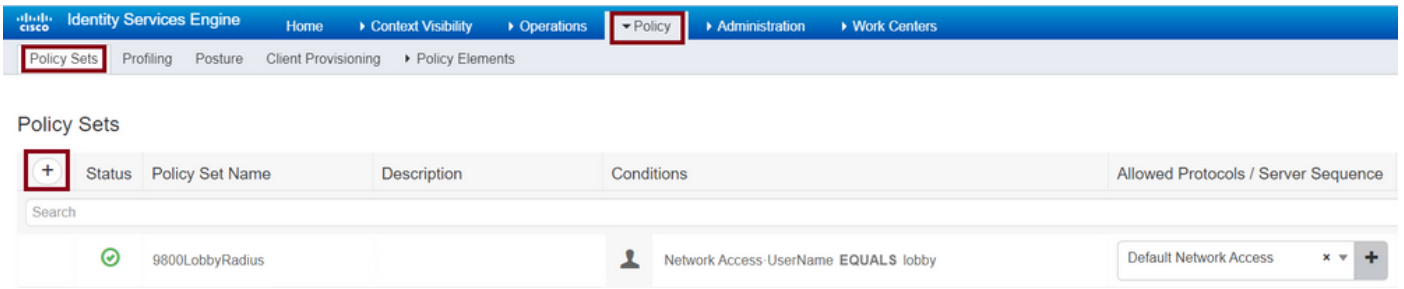 cisco Identity Services Engine Home Context Visibility Operations Policy Administration Work Centers
Policy Sets Profiling Posture Client Provisioning Policy Elements
Policy Sets
+ Status Policy Set Name Description Conditions Allowed Protocols / Server Sequence
Search
9800LobbyRadius Network Access·UserName EQUALS lobby Default Network Access × +